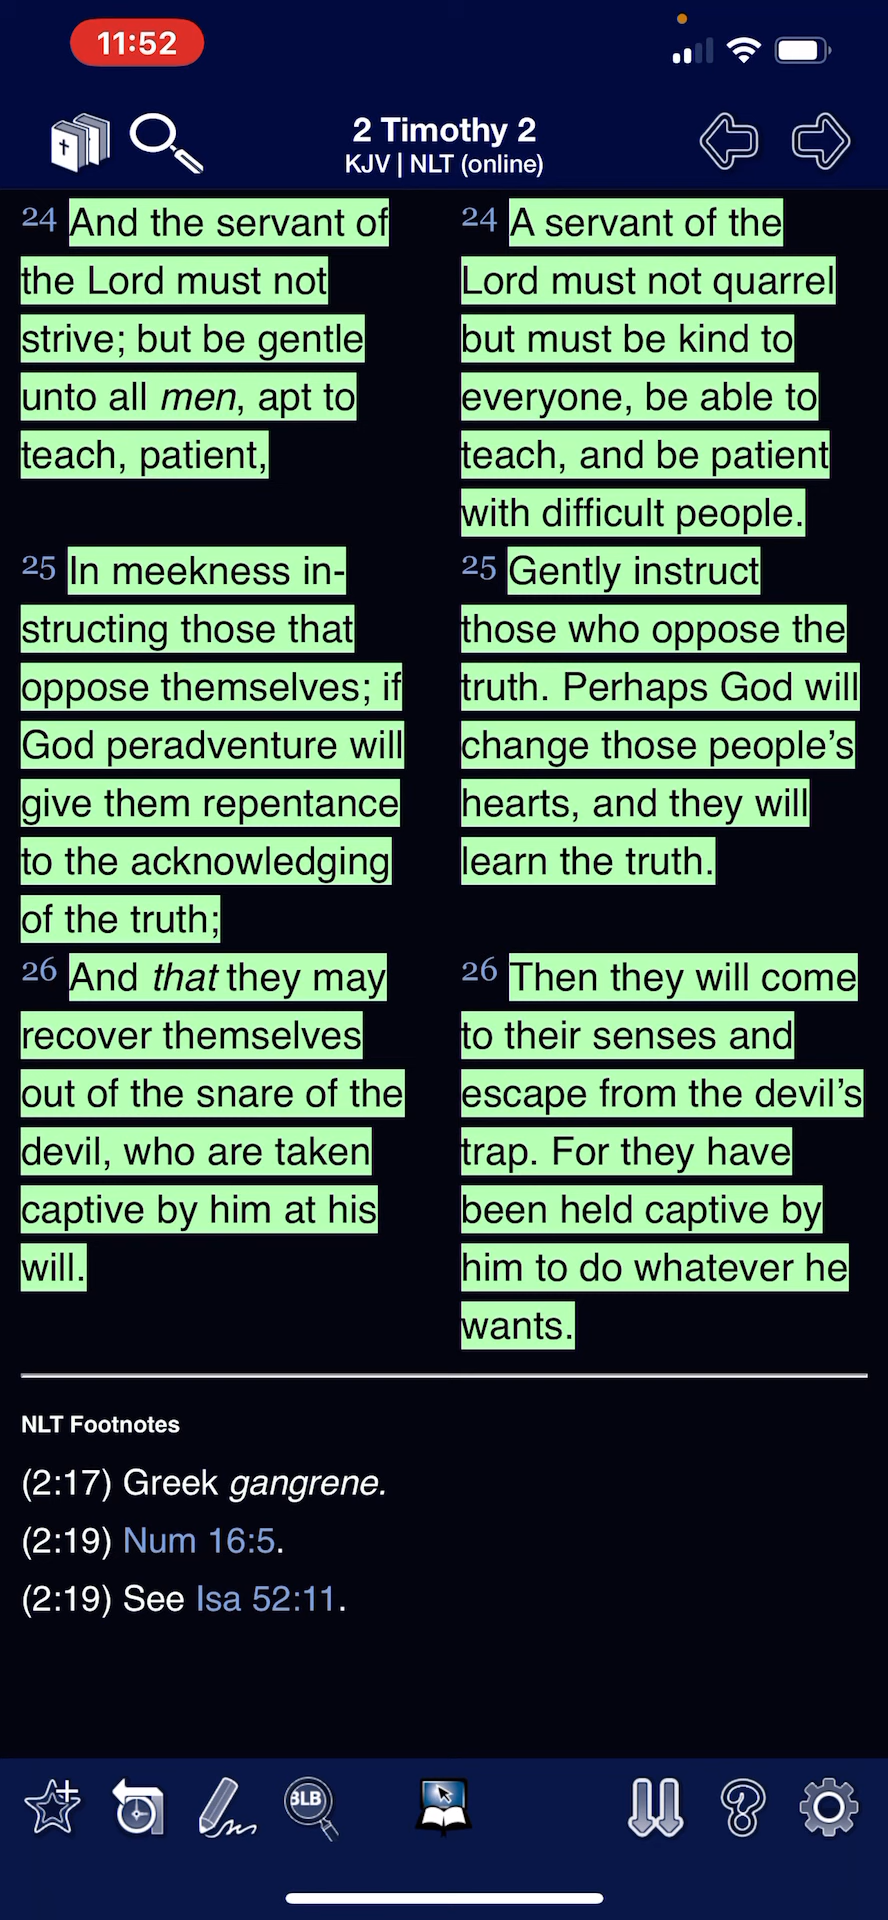 11:52
2 Timothy 2
KJV | NLT (online)
24 And the servant of
the Lord must not
strive; but be gentle
unto all men, apt to
teach, patient,
25 In meekness in-
structing those that
oppose themselves; if
God peradventure will
give them repentance
to the acknowledging
of the truth;
26 And that they may
recover themselves
out of the snare of the
devil, who are taken
captive by him at his
will.
24 A servant of the
Lord must not quarrel
but must be kind to
everyone, be able to
teach, and be patient
with difficult people.
25 Gently instruct
those who oppose the
truth. Perhaps God will
change those people’s
hearts, and they will
learn the truth.
26 Then they will come
to their senses and
escape from the devil’s
trap. For they have
been held captive by
him to do whatever he
wants.
NLT Footnotes
(2:17) Greek gangrene.
(2:19) Num 16:5.
(2:19) See Isa 52:11.
BLB